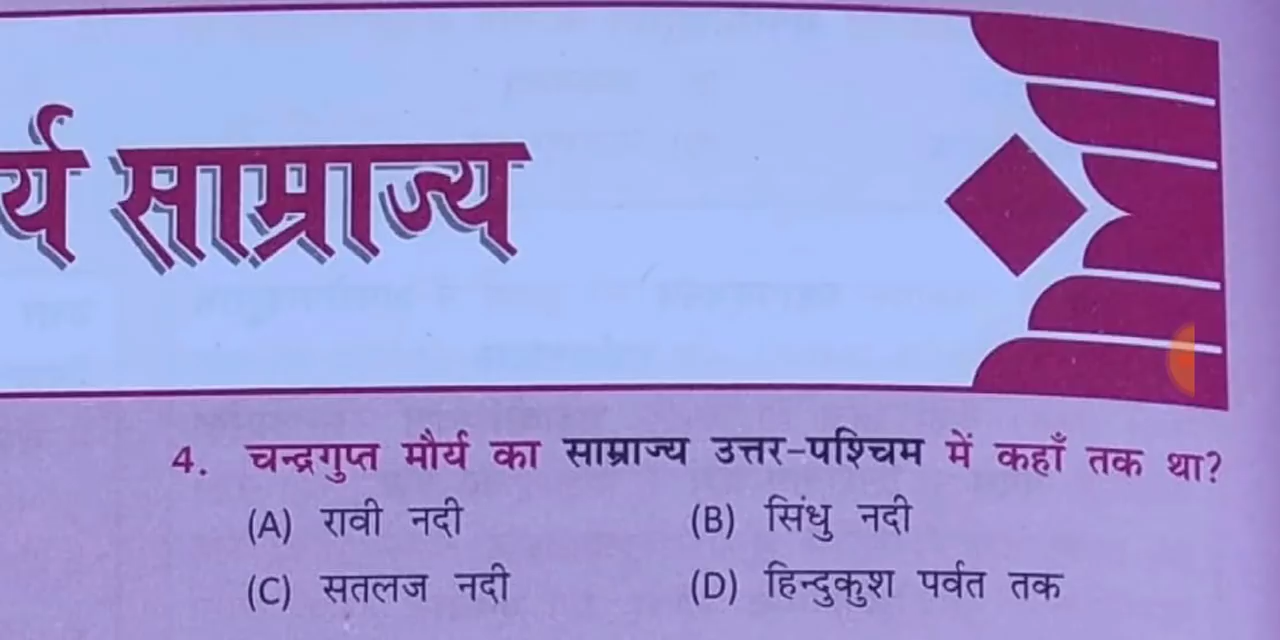 र्य साम्राज्य
4. चन्द्रगुप्त मौर्य का साम्राज्य उत्तर-पश्चिम में कहाँ तक था?
(A) रावी नदी (B) सिंधु नदी
(C) सतलज नदी (D) हिन्दुकुश पर्वत तक